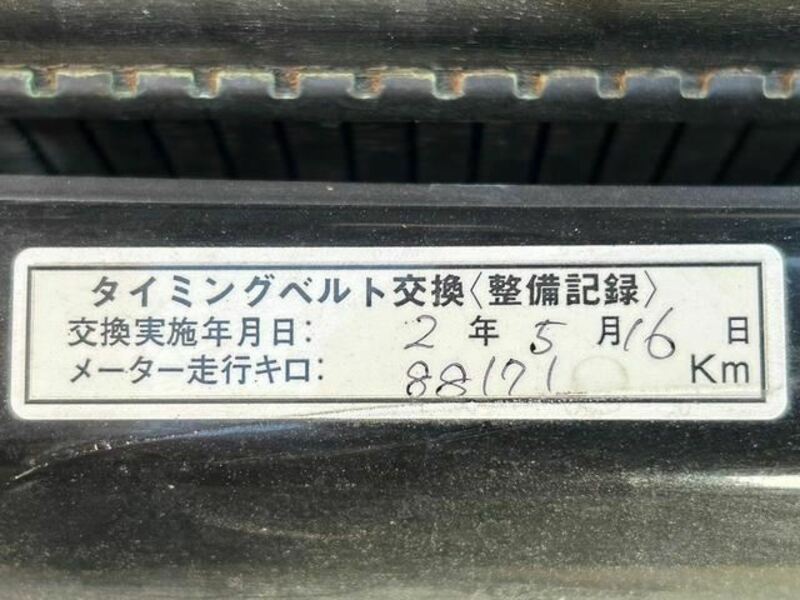 タイミングベルト交換〈整備記録〉
交換実施年月日: 2 年 5 月 16 日
メーター走行キロ: 88171 Km